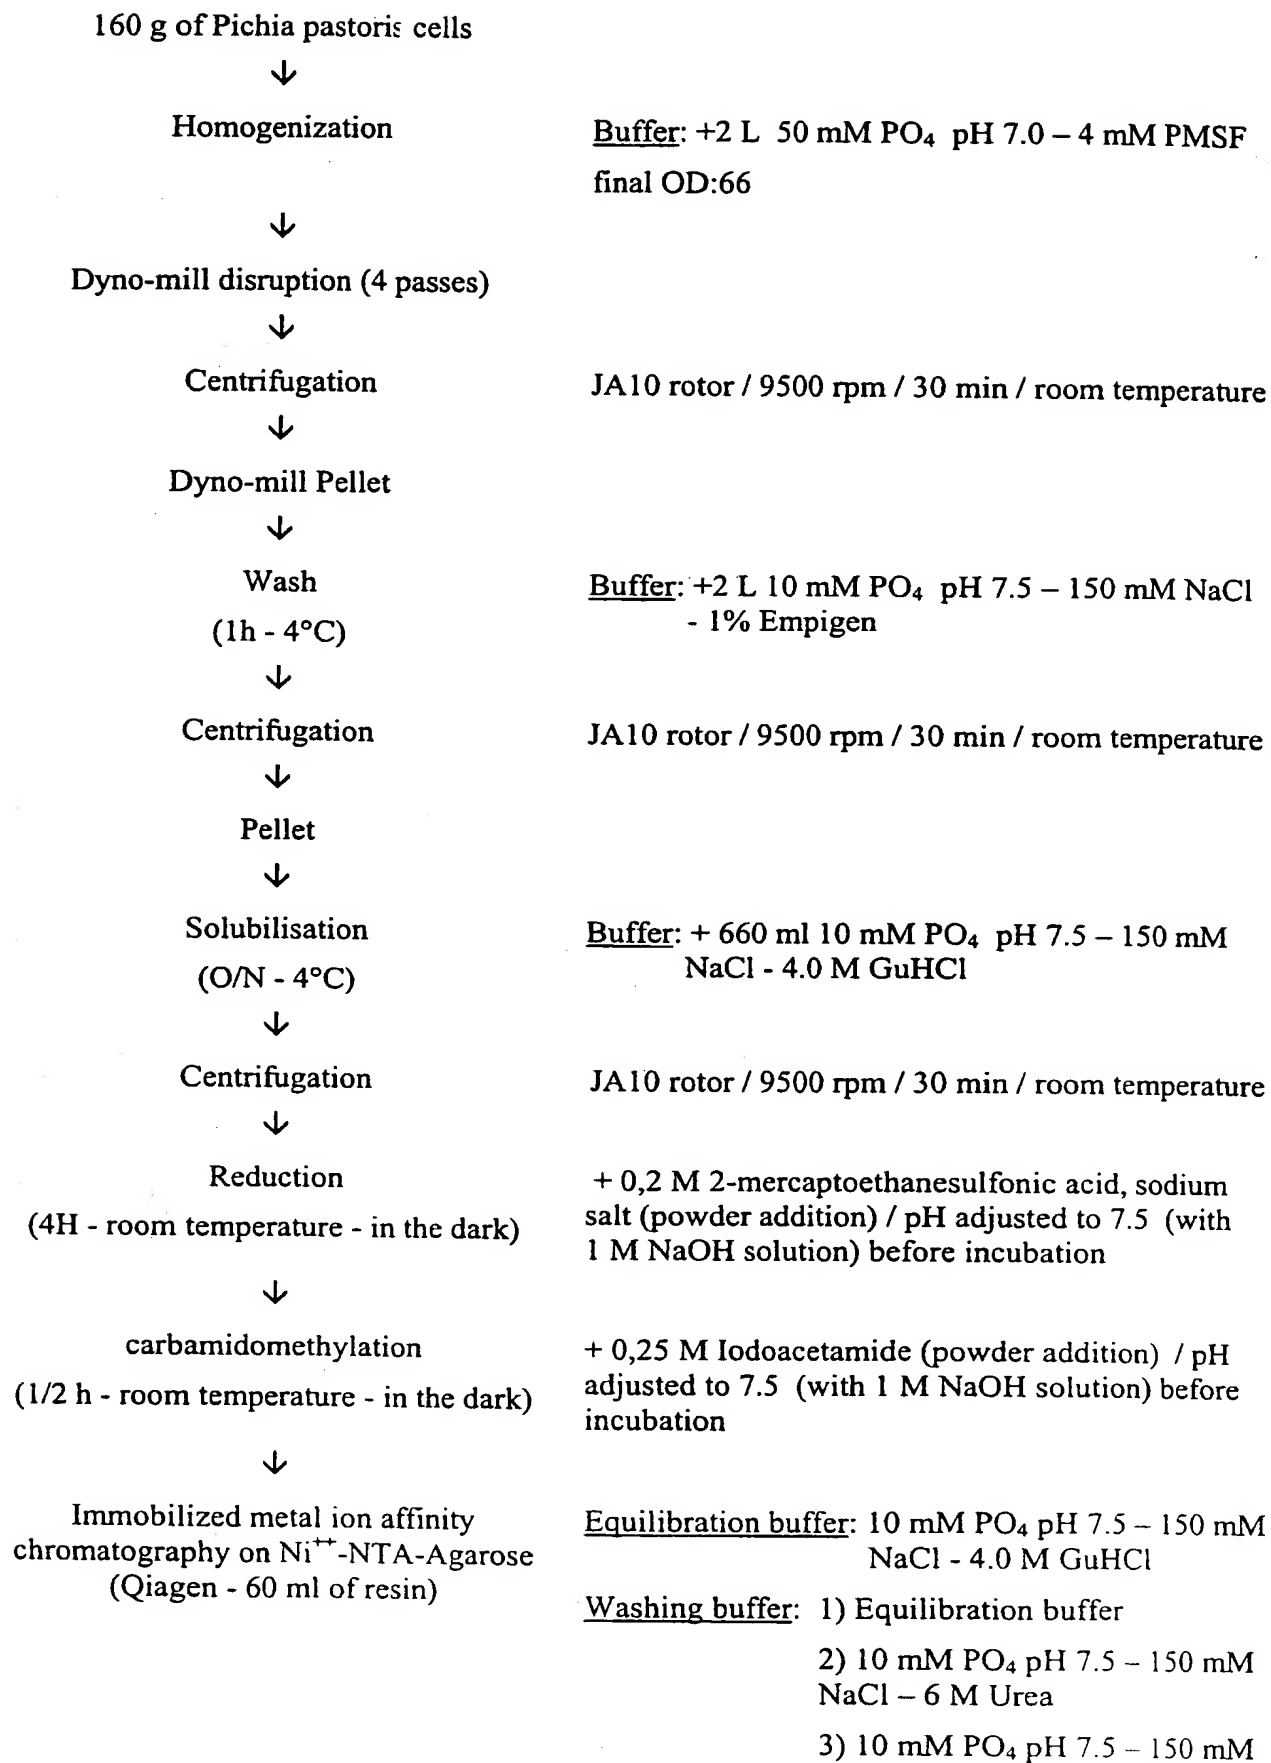 160 g of Pichia pastoris cells
↓
Homogenization
Buffer: +2 L 50 mM PO₄ pH 7.0 – 4 mM PMSF
final OD:66
↓
Dyno-mill disruption (4 passes)
↓
Centrifugation
JA10 rotor / 9500 rpm / 30 min / room temperature
↓
Dyno-mill Pellet
↓
Wash
(1h - 4°C)
Buffer: +2 L 10 mM PO₄ pH 7.5 – 150 mM NaCl
- 1% Empigen
↓
Centrifugation
JA10 rotor / 9500 rpm / 30 min / room temperature
↓
Pellet
↓
Solubilisation
(O/N - 4°C)
Buffer: + 660 ml 10 mM PO₄ pH 7.5 – 150 mM
NaCl - 4.0 M GuHCl
↓
Centrifugation
JA10 rotor / 9500 rpm / 30 min / room temperature
↓
Reduction
(4H - room temperature - in the dark)
+ 0,2 M 2-mercaptoethanesulfonic acid, sodium
salt (powder addition) / pH adjusted to 7.5 (with
1 M NaOH solution) before incubation
↓
carbamidomethylation
(1/2 h - room temperature - in the dark)
+ 0,25 M Iodoacetamide (powder addition) / pH
adjusted to 7.5 (with 1 M NaOH solution) before
incubation
↓
Immobilized metal ion affinity
chromatography on Ni⁺⁺-NTA-Agarose
(Qiagen - 60 ml of resin)
Equilibration buffer: 10 mM PO₄ pH 7.5 – 150 mM
NaCl - 4.0 M GuHCl
Washing buffer: 1) Equilibration buffer
2) 10 mM PO₄ pH 7.5 – 150 mM
NaCl – 6 M Urea
3) 10 mM PO₄ pH 7.5 – 150 mM